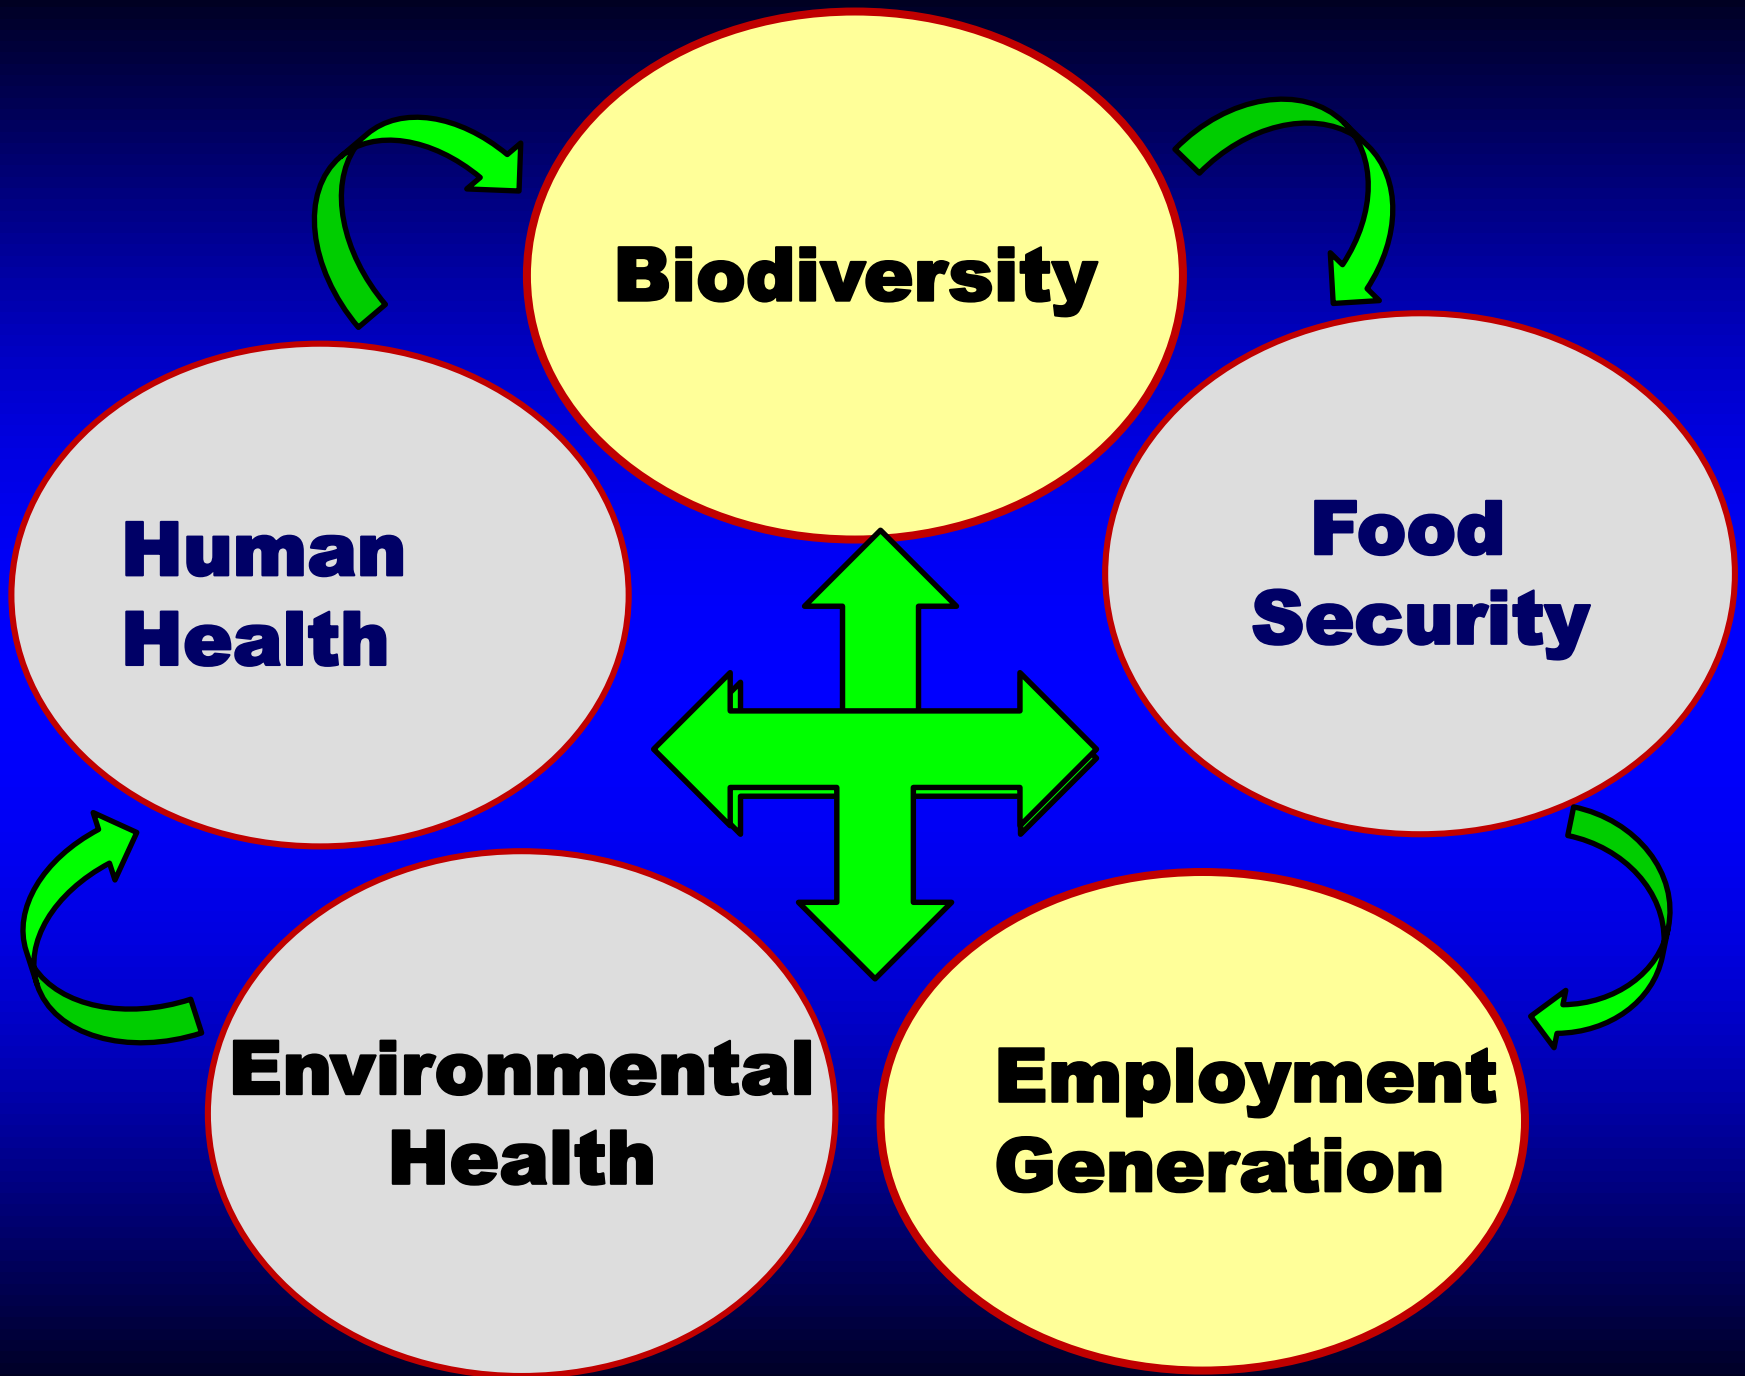 Biodiversity
Human
Health
Food
Security
Environmental
Health
Employment
Generation